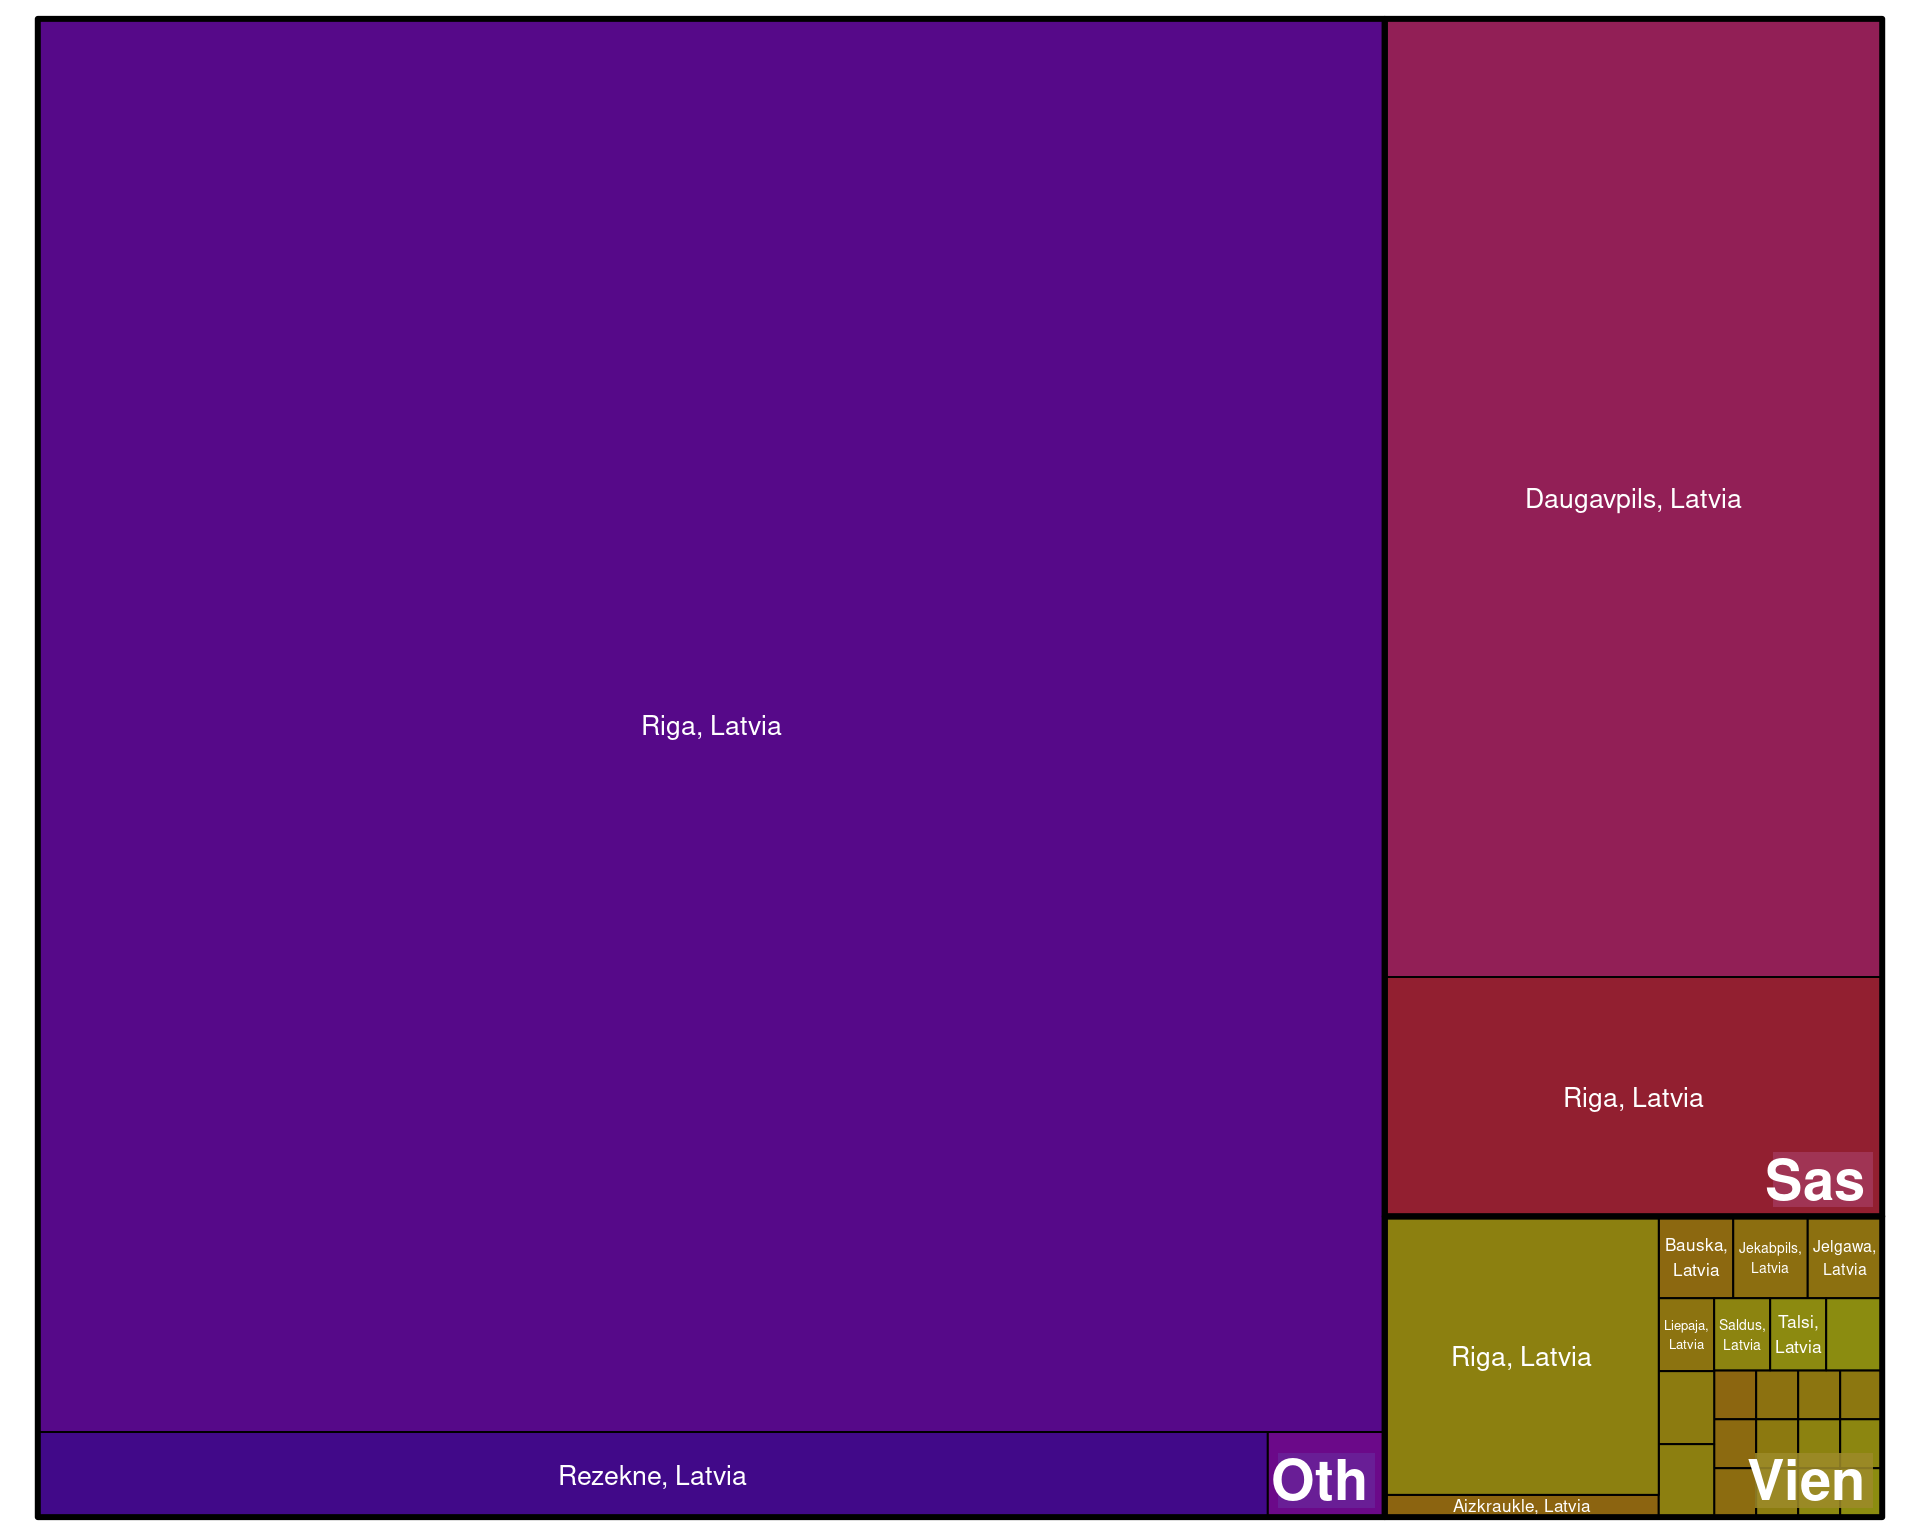 Riga, Latvia
Rezekne, Latvia
Oth
Daugavpils, Latvia
Riga, Latvia
Sas
Riga, Latvia
Aizkraukle, Latvia
Bauska,
Latvia
Jekabpils,
Latvia
Jelgawa,
Latvia
Liepaja,
Latvia
Saldus,
Latvia
Talsi,
Latvia
Vien